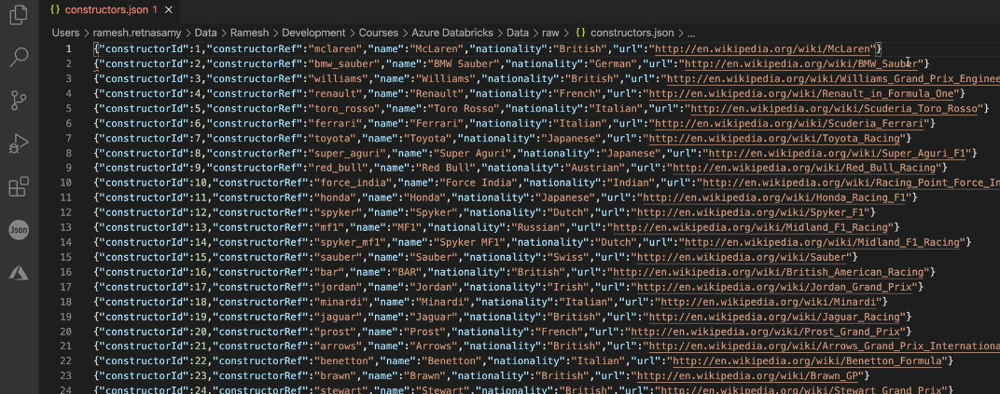 {} constructors.json 1 ×
Users > ramesh.retnasamy > Data > Ramesh > Development > Courses > Azure Databricks > Data > raw > {} constructors.json > ...
1 {"constructorId":1,"constructorRef":"mclaren","name":"McLaren","nationality":"British","url":"http://en.wikipedia.org/wiki/McLaren"}
2 {"constructorId":2,"constructorRef":"bmw_sauber","name":"BMW Sauber","nationality":"German","url":"http://en.wikipedia.org/wiki/BMW_Sauber"}
3 {"constructorId":3,"constructorRef":"williams","name":"Williams","nationality":"British","url":"http://en.wikipedia.org/wiki/Williams_Grand_Prix_Enginee
4 {"constructorId":4,"constructorRef":"renault","name":"Renault","nationality":"French","url":"http://en.wikipedia.org/wiki/Renault_in_Formula_One"}
5 {"constructorId":5,"constructorRef":"toro_rosso","name":"Toro Rosso","nationality":"Italian","url":"http://en.wikipedia.org/wiki/Scuderia_Toro_Rosso"}
6 {"constructorId":6,"constructorRef":"ferrari","name":"Ferrari","nationality":"Italian","url":"http://en.wikipedia.org/wiki/Scuderia_Ferrari"}
7 {"constructorId":7,"constructorRef":"toyota","name":"Toyota","nationality":"Japanese","url":"http://en.wikipedia.org/wiki/Toyota_Racing"}
8 {"constructorId":8,"constructorRef":"super_aguri","name":"Super Aguri","nationality":"Japanese","url":"http://en.wikipedia.org/wiki/Super_Aguri_F1"}
9 {"constructorId":9,"constructorRef":"red_bull","name":"Red Bull","nationality":"Austrian","url":"http://en.wikipedia.org/wiki/Red_Bull_Racing"}
10 {"constructorId":10,"constructorRef":"force_india","name":"Force India","nationality":"Indian","url":"http://en.wikipedia.org/wiki/Racing_Point_Force_In
11 {"constructorId":11,"constructorRef":"honda","name":"Honda","nationality":"Japanese","url":"http://en.wikipedia.org/wiki/Honda_Racing_F1"}
12 {"constructorId":12,"constructorRef":"spyker","name":"Spyker","nationality":"Dutch","url":"http://en.wikipedia.org/wiki/Spyker_F1"}
13 {"constructorId":13,"constructorRef":"mf1","name":"MF1","nationality":"Russian","url":"http://en.wikipedia.org/wiki/Midland_F1_Racing"}
14 {"constructorId":14,"constructorRef":"spyker_mf1","name":"Spyker MF1","nationality":"Dutch","url":"http://en.wikipedia.org/wiki/Midland_F1_Racing"}
Json 15 {"constructorId":15,"constructorRef":"sauber","name":"Sauber","nationality":"Swiss","url":"http://en.wikipedia.org/wiki/Sauber"}
16 {"constructorId":16,"constructorRef":"bar","name":"BAR","nationality":"British","url":"http://en.wikipedia.org/wiki/British_American_Racing"}
17 {"constructorId":17,"constructorRef":"jordan","name":"Jordan","nationality":"Irish","url":"http://en.wikipedia.org/wiki/Jordan_Grand_Prix"}
18 {"constructorId":18,"constructorRef":"minardi","name":"Minardi","nationality":"Italian","url":"http://en.wikipedia.org/wiki/Minardi"}
19 {"constructorId":19,"constructorRef":"jaguar","name":"Jaguar","nationality":"British","url":"http://en.wikipedia.org/wiki/Jaguar_Racing"}
20 {"constructorId":20,"constructorRef":"prost","name":"Prost","nationality":"French","url":"http://en.wikipedia.org/wiki/Prost_Grand_Prix"}
21 {"constructorId":21,"constructorRef":"arrows","name":"Arrows","nationality":"British","url":"http://en.wikipedia.org/wiki/Arrows_Grand_Prix_Internationa
22 {"constructorId":22,"constructorRef":"benetton","name":"Benetton","nationality":"Italian","url":"http://en.wikipedia.org/wiki/Benetton_Formula"}
23 {"constructorId":23,"constructorRef":"brawn","name":"Brawn","nationality":"British","url":"http://en.wikipedia.org/wiki/Brawn_GP"}
24 {"constructorId":24,"constructorRef":"stewart","name":"Stewart","nationality":"British","url":"http://en.wikipedia.org/wiki/Stewart_Grand_Prix"}